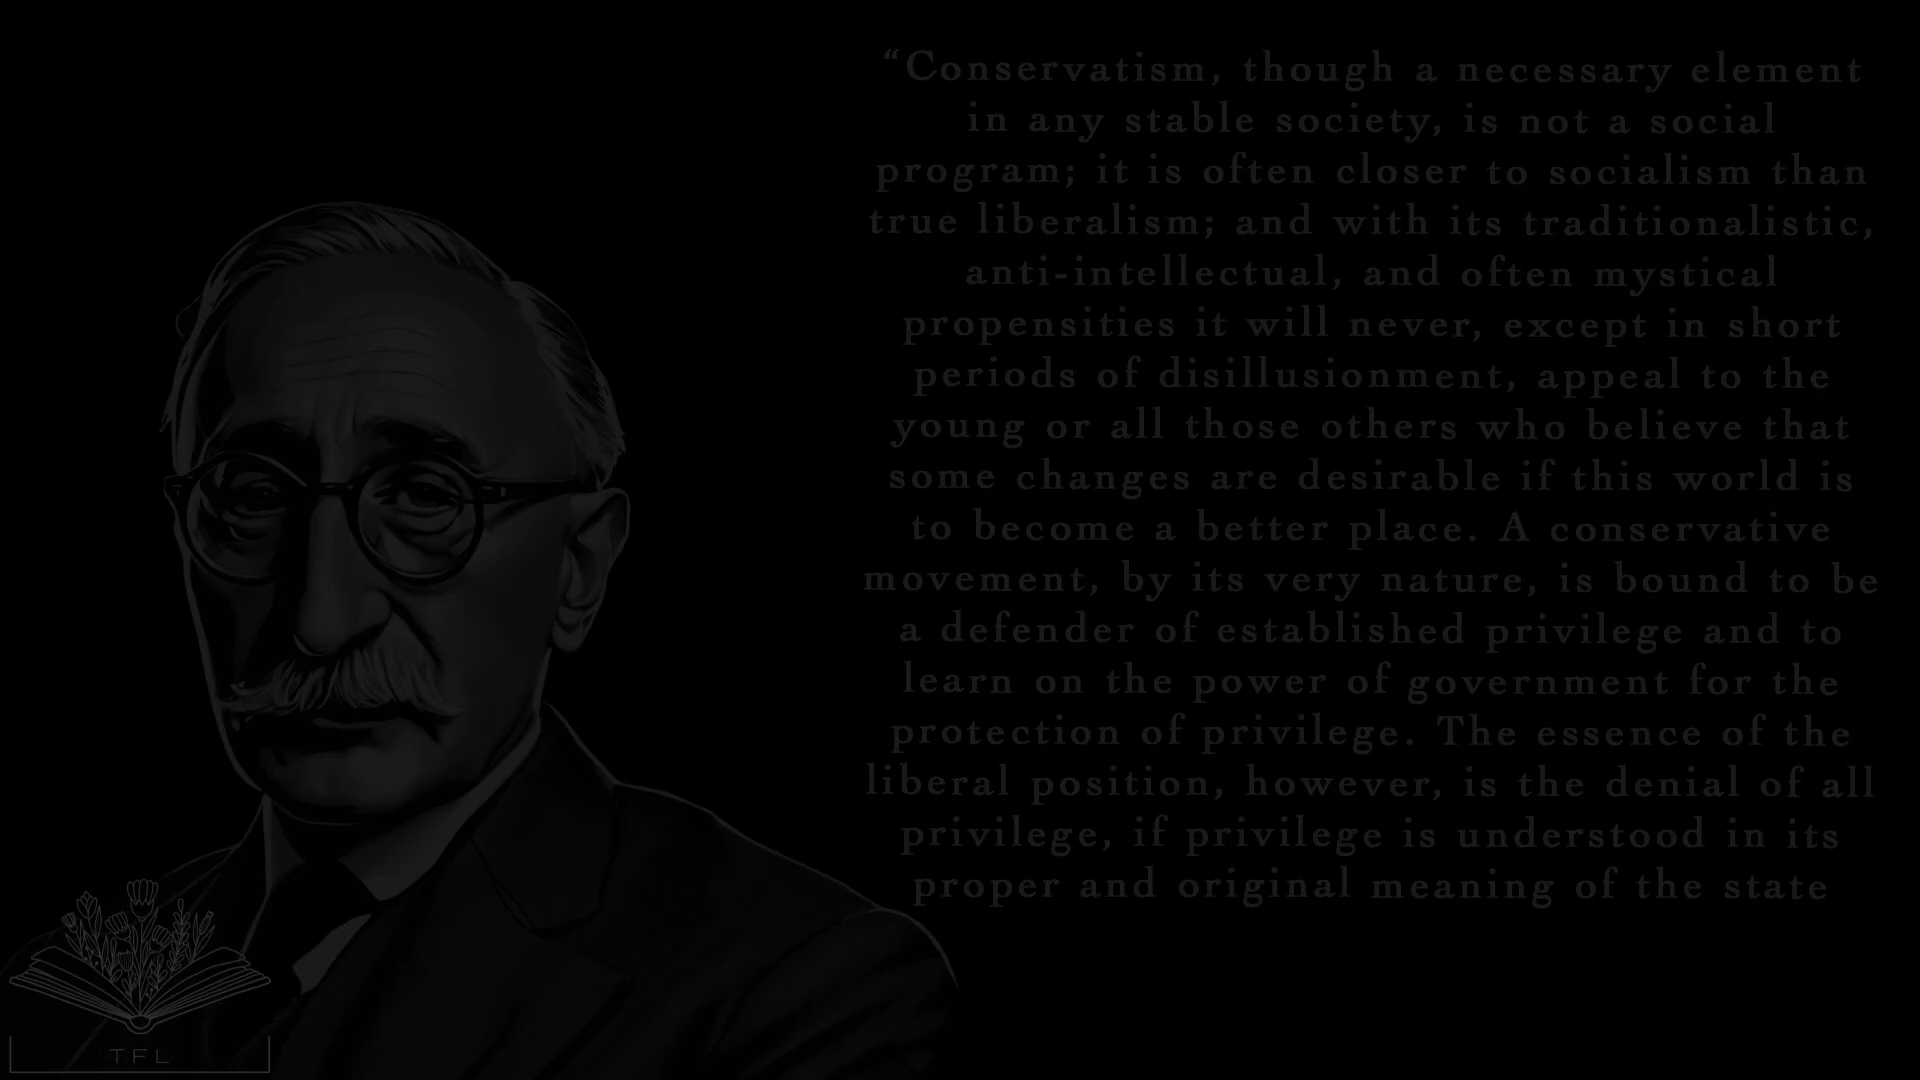 “Conservatism, though a necessary element
in any stable society, is not a social
program; it is often closer to socialism than
true liberalism; and with its traditionalistic,
anti-intellectual, and often mystical
propensities it will never, except in short
periods of disillusionment, appeal to the
young or all those others who believe that
some changes are desirable if this world is
to become a better place. A conservative
movement, by its very nature, is bound to be
a defender of established privilege and to
learn on the power of government for the
protection of privilege. The essence of the
liberal position, however, is the denial of all
privilege, if privilege is understood in its
proper and original meaning of the state
TFL